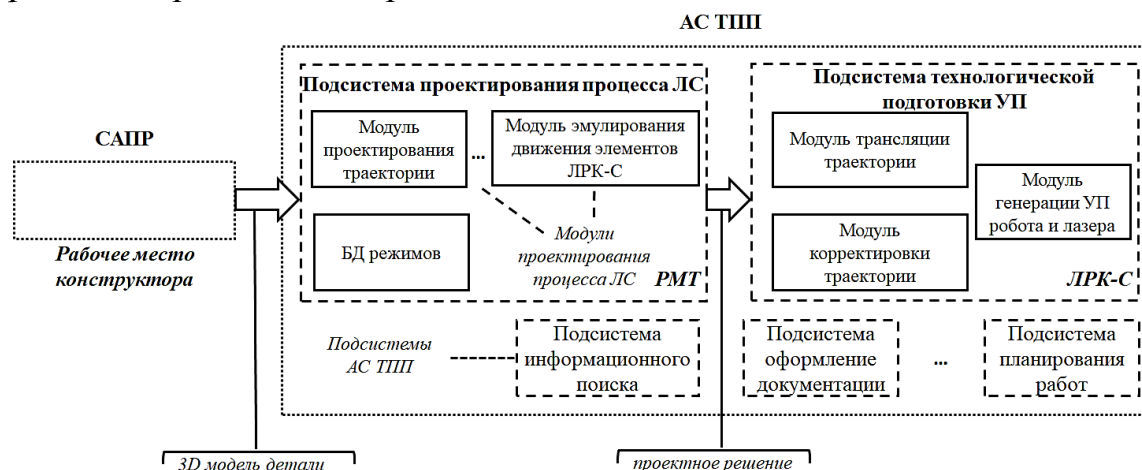 АС ТПП
Подсистема проектирования процесса ЛС
Модуль
проектирования
траектории
...
Модуль эмулирования
движения элементов
ЛРК-С
БД режимов
Модули
проектирования
процесса ЛС
РМТ
САПР
Рабочее место
конструктора
Подсистема технологической
подготовки УП
Модуль трансляции
траектории
Модуль
генерации УП
робота и лазера
Модуль
корректировки
траектории
ЛРК-С
Подсистемы
АС ТПП
Подсистема
информационного
поиска
Подсистема
оформление
документации
...
Подсистема
планирования
работ
3D модель детали
проектное решение